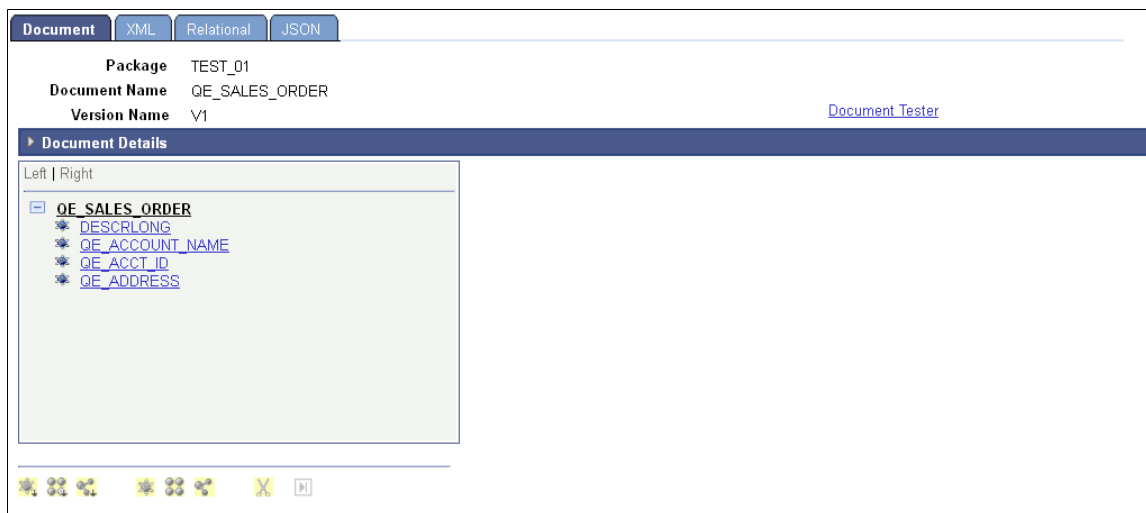 Document XML Relational JSON
Package TEST_01
Document Name QE_SALES_ORDER
Version Name V1 Document Tester
Document Details
Left | Right
QE_SALES_ORDER
DESCRLONG
QE_ACCOUNT_NAME
QE_ACCT_ID
QE_ADDRESS